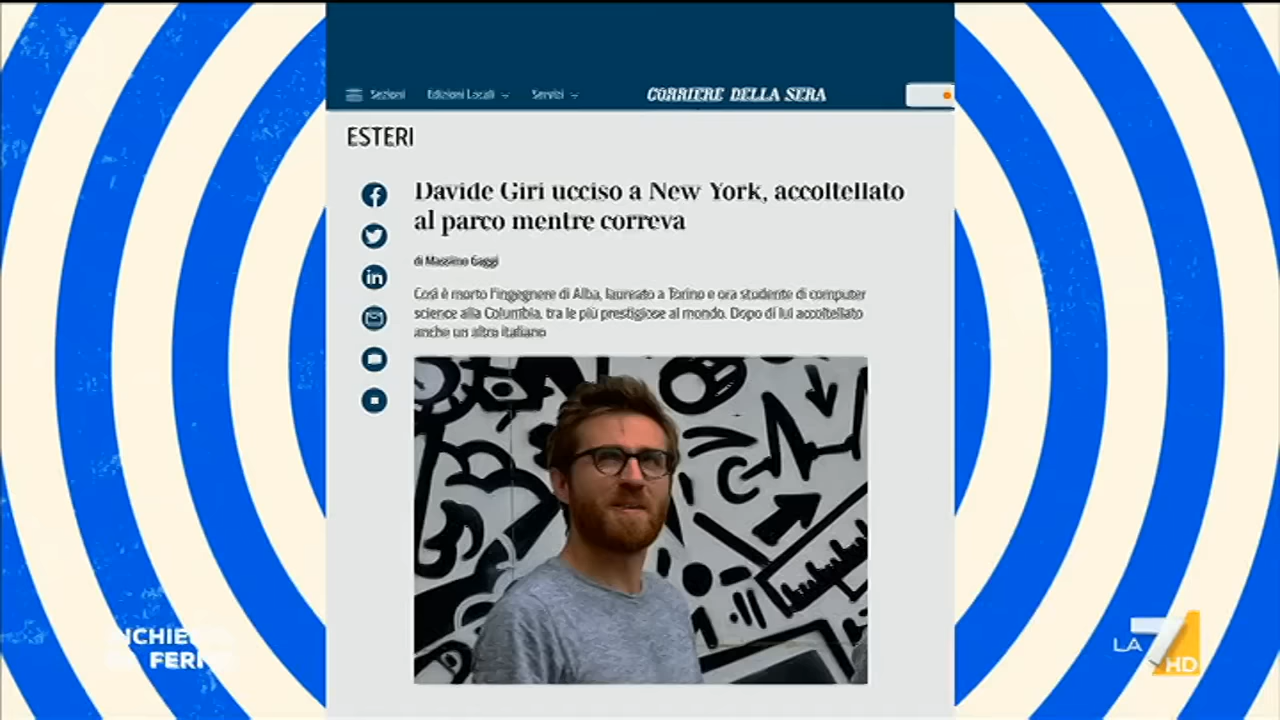 Sezioni Edizioni Locali Servizi CORRIERE DELLA SERA
ESTERI
Davide Giri ucciso a New York, accoltellato
al parco mentre correva
di Massimo Gaggi
Così è morto l'ingegnere di Alba, laureato a Torino e ora studente di computer
science alla Columbia, tra le più prestigiose al mondo. Dopo di lui accoltellato
anche un altro italiano
LA 7 HD